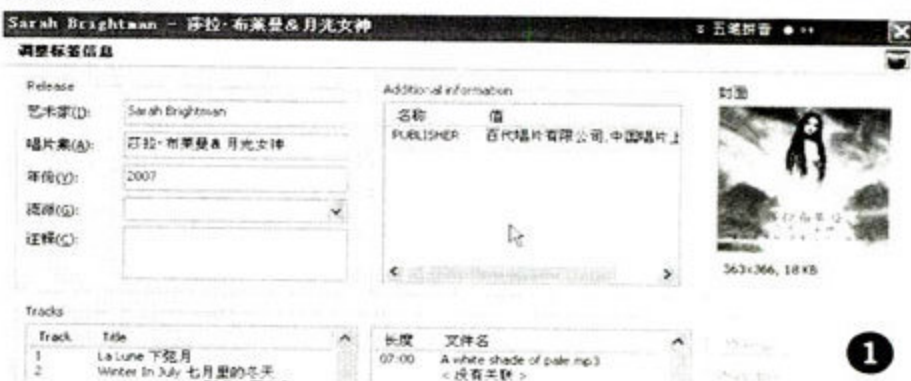 Sarah Brightman - 莎拉·布莱曼&月光女神
五笔拼音
调整标签信息
Release
艺术家(D):
Sarah Brightman
唱片集(A):
莎拉·布莱曼&月光女神
年份(Y):
2007
流派(G):
注释(C):
Additional information
名称
值
PUBLISHER
百代唱片有限公司,中国唱片上
封面
363x366, 18 KB
Tracks
Track Title
1 La Lune 下弦月
2 Winter In July 七月里的冬天
长度 文件名
07:00 A white shade of pale.mp3
<没有关联>
1